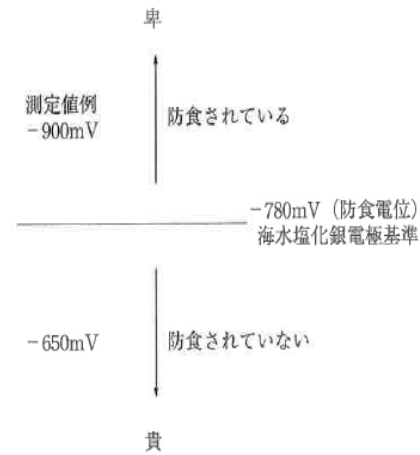 卑
測定値例
-900mV
防食されている
-780mV（防食電位）
海水塩化銀電極基準
-650mV
防食されていない
貴